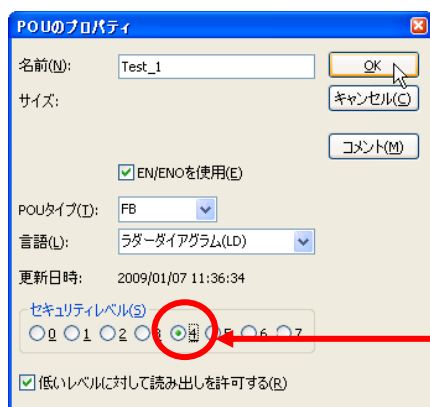 POUのプロパティ
名前(N): Test_1 OK
サイズ: キャンセル(C)
コメント(M)
EN/ENOを使用(E)
POUタイプ(T): FB
言語(L): ラダーダイアグラム(LD)
更新日時: 2009/01/07 11:36:34
セキュリティレベル(S)
0 1 2 3 4 5 6 7
低いレベルに対して読み出しを許可する(R)